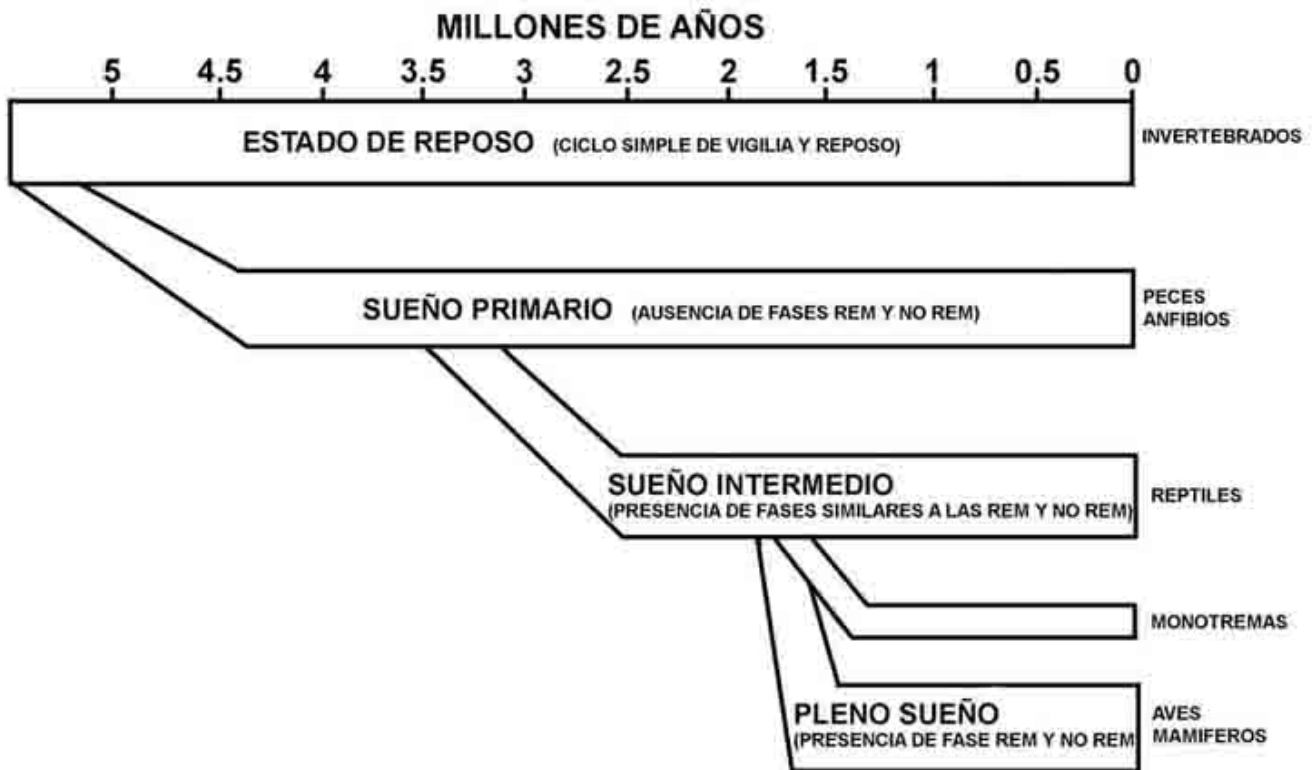 MILLONES DE AÑOS
5 4.5 4 3.5 3 2.5 2 1.5 1 0.5 0
ESTADO DE REPOSO (CICLO SIMPLE DE VIGILIA Y REPOSO)
INVERTEBRADOS
SUEÑO PRIMARIO (AUSENCIA DE FASES REM Y NO REM)
PECES
ANFIBIOS
SUEÑO INTERMEDIO
(PRESENCIA DE FASES SIMILARES A LAS REM Y NO REM)
REPTILES
MONOTREMAS
PLENO SUEÑO
(PRESENCIA DE FASE REM Y NO REM
AVES
MAMIFEROS